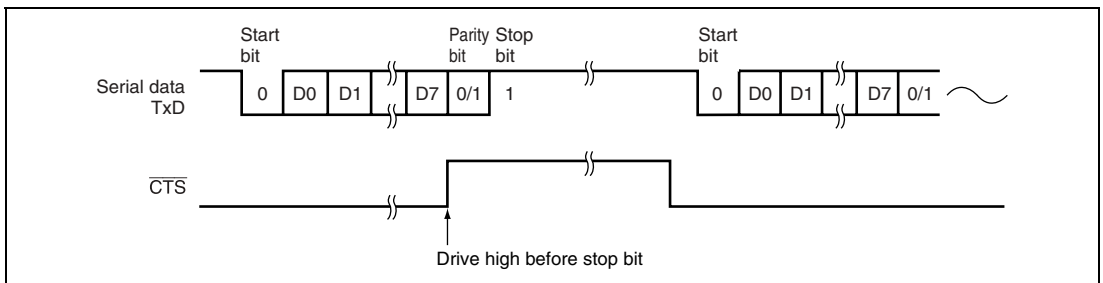 Start bit
Parity bit
Stop bit
Start bit
Serial data TxD
0 D0 D1 D7 0/1 1 0 D0 D1 D7 0/1
CTS
Drive high before stop bit